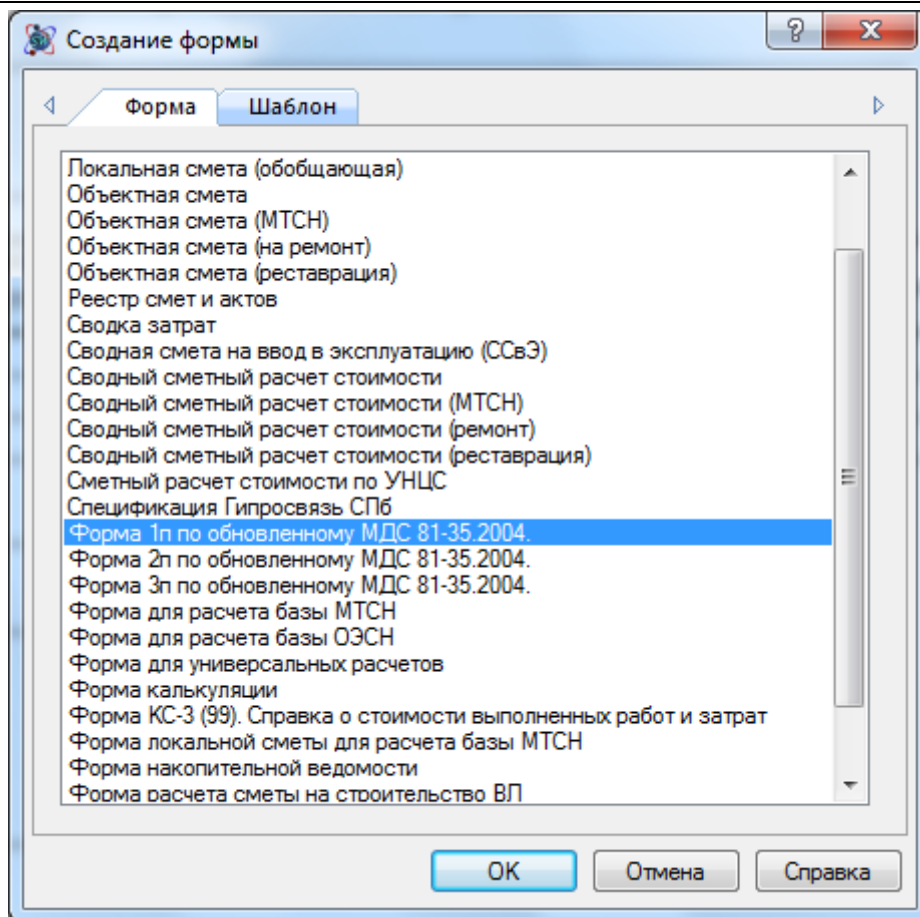 Создание формы
Форма Шаблон
Локальная смета (обобщающая)
Объектная смета
Объектная смета (МТСН)
Объектная смета (на ремонт)
Объектная смета (реставрация)
Реестр смет и актов
Сводка затрат
Сводная смета на ввод в эксплуатацию (ССвЭ)
Сводный сметный расчет стоимости
Сводный сметный расчет стоимости (МТСН)
Сводный сметный расчет стоимости (ремонт)
Сводный сметный расчет стоимости (реставрация)
Сметный расчет стоимости по УНЦС
Спецификация Гипросвязь СПб
Форма 1п по обновленному МДС 81-35.2004.
Форма 2п по обновленному МДС 81-35.2004.
Форма 3п по обновленному МДС 81-35.2004.
Форма для расчета базы МТСН
Форма для расчета базы ОЭСН
Форма для универсальных расчетов
Форма калькуляции
Форма КС-3 (99). Справка о стоимости выполненных работ и затрат
Форма локальной сметы для расчета базы МТСН
Форма накопительной ведомости
Форма расчета сметы на строительство ВЛ
OK Отмена Справка